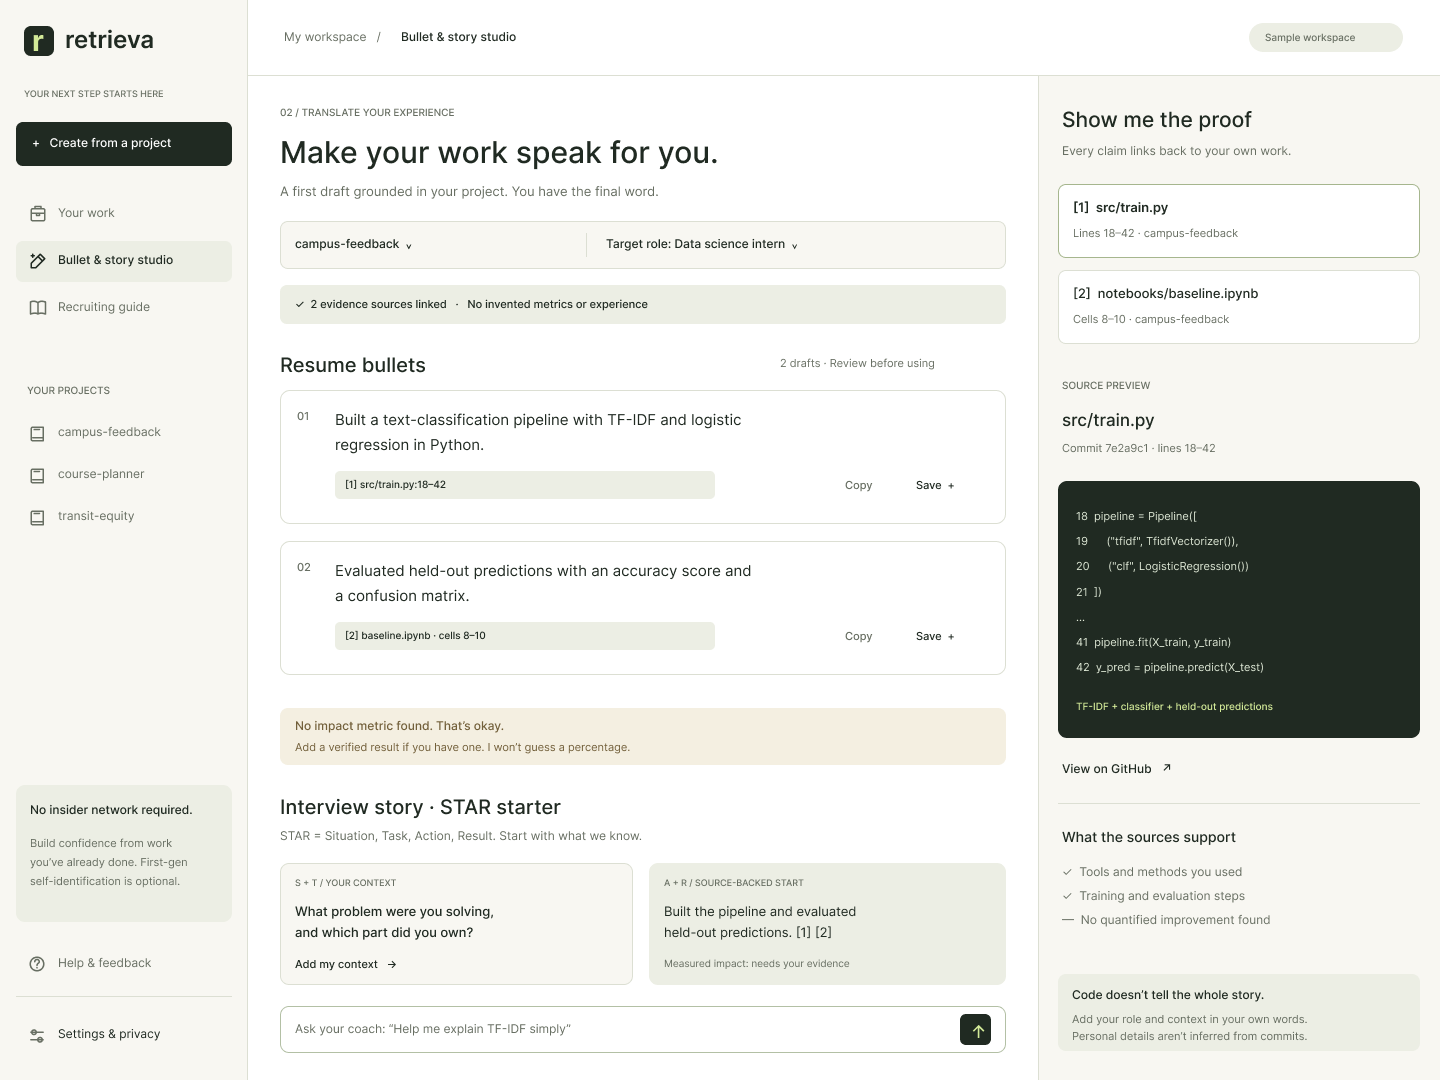 r retrieva
YOUR NEXT STEP STARTS HERE
+ Create from a project
Your work
Bullet & story studio
Recruiting guide
YOUR PROJECTS
campus-feedback
course-planner
transit-equity
No insider network required.
Build confidence from work
you’ve already done. First-gen
self-identification is optional.
Help & feedback
Settings & privacy
My workspace / Bullet & story studio
Sample workspace
02 / TRANSLATE YOUR EXPERIENCE
Make your work speak for you.
A first draft grounded in your project. You have the final word.
campus-feedback
Target role: Data science intern
✓ 2 evidence sources linked · No invented metrics or experience
Resume bullets
2 drafts · Review before using
01
Built a text-classification pipeline with TF-IDF and logistic
regression in Python.
[1] src/train.py:18–42
Copy
Save +
02
Evaluated held-out predictions with an accuracy score and
a confusion matrix.
[2] baseline.ipynb · cells 8–10
Copy
Save +
No impact metric found. That’s okay.
Add a verified result if you have one. I won’t guess a percentage.
Interview story · STAR starter
STAR = Situation, Task, Action, Result. Start with what we know.
S + T / YOUR CONTEXT
What problem were you solving,
and which part did you own?
Add my context →
A + R / SOURCE-BACKED START
Built the pipeline and evaluated
held-out predictions. [1] [2]
Measured impact: needs your evidence
Ask your coach: “Help me explain TF-IDF simply”
Show me the proof
Every claim links back to your own work.
[1] src/train.py
Lines 18–42 · campus-feedback
[2] notebooks/baseline.ipynb
Cells 8–10 · campus-feedback
SOURCE PREVIEW
src/train.py
Commit 7e2a9c1 · lines 18–42
18 pipeline = Pipeline([
19 ("tfidf", TfidfVectorizer()),
20 ("clf", LogisticRegression())
21 ])
...
41 pipeline.fit(X_train, y_train)
42 y_pred = pipeline.predict(X_test)
TF-IDF + classifier + held-out predictions
View on GitHub ↗
What the sources support
✓ Tools and methods you used
✓ Training and evaluation steps
— No quantified improvement found
Code doesn’t tell the whole story.
Add your role and context in your own words.
Personal details aren’t inferred from commits.